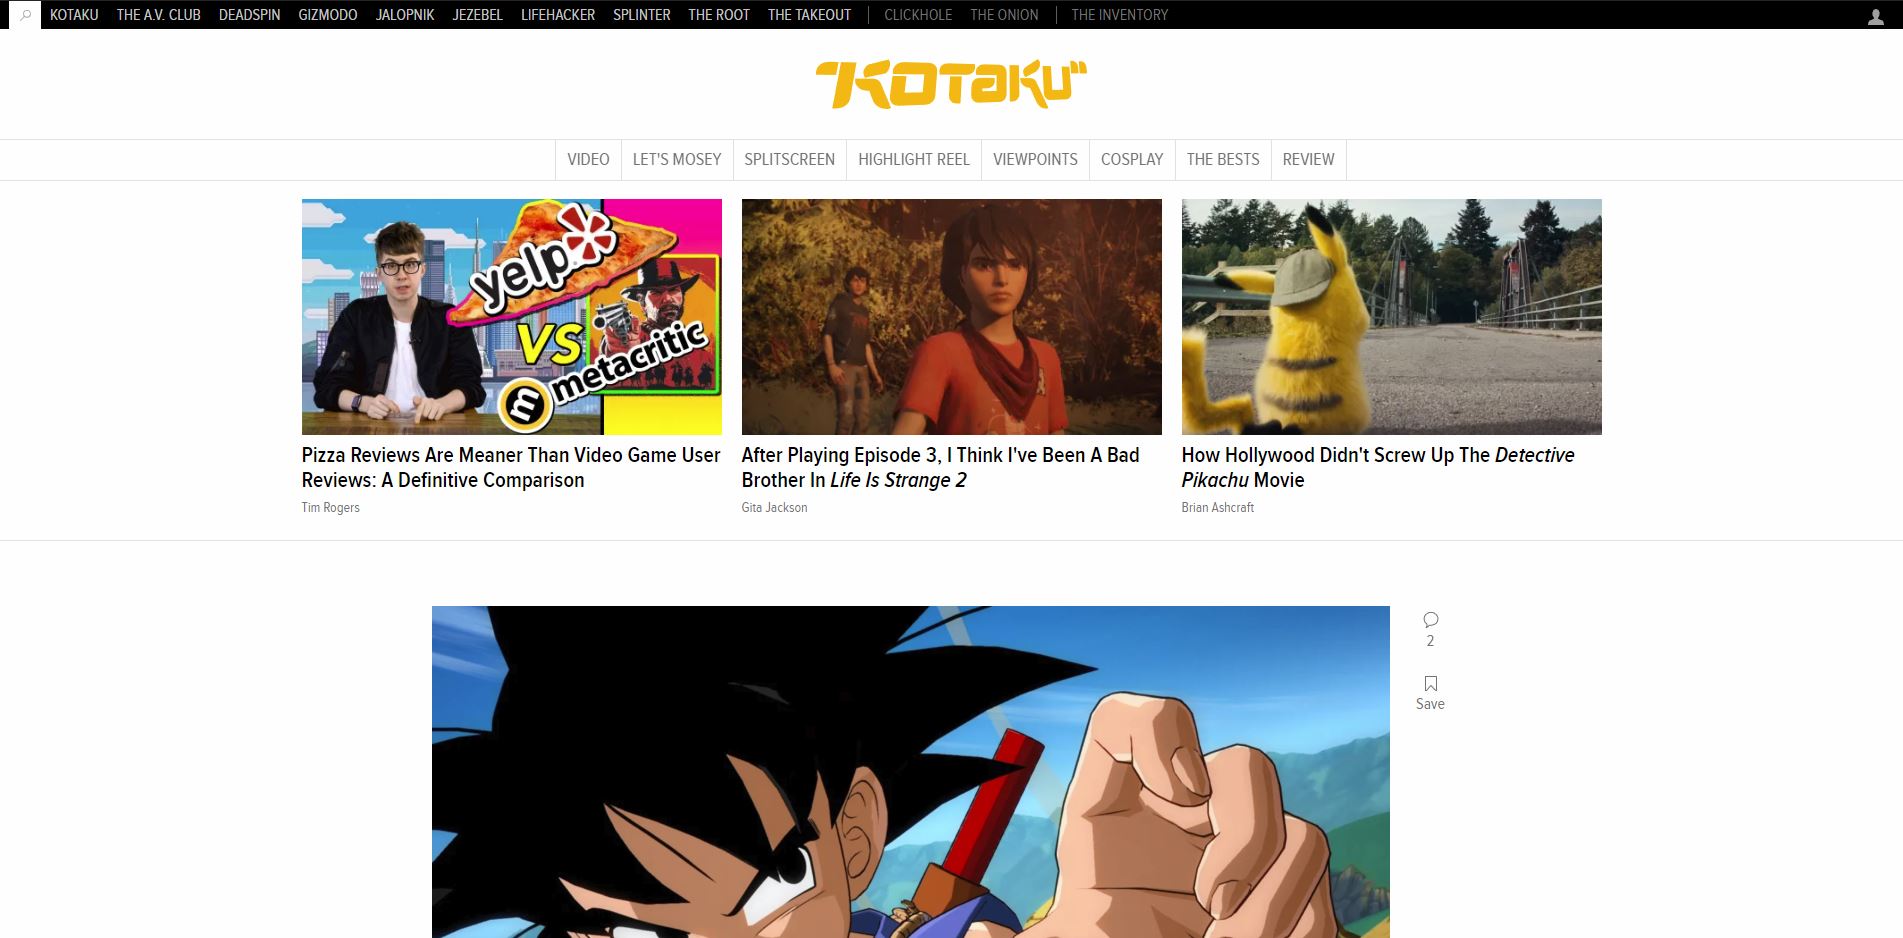 KOTAKU THE A.V. CLUB DEADSPIN GIZMODO JALOPNIK JEZEBEL LIFEHACKER SPLINTER THE ROOT THE TAKEOUT CLICKHOLE THE ONION THE INVENTORY
KOTAKU
VIDEO LET'S MOSEY SPLITSCREEN HIGHLIGHT REEL VIEWPOINTS COSPLAY THE BESTS REVIEW
yelp
VS
m metacritic
Pizza Reviews Are Meaner Than Video Game User
Reviews: A Definitive Comparison
Tim Rogers
After Playing Episode 3, I Think I've Been A Bad
Brother In Life Is Strange 2
Gita Jackson
How Hollywood Didn't Screw Up The Detective
Pikachu Movie
Brian Ashcraft
2
Save